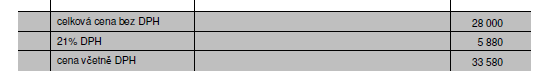 celková cena bez DPH 28 000
21% DPH 5 880
cena včetně DPH 33 580